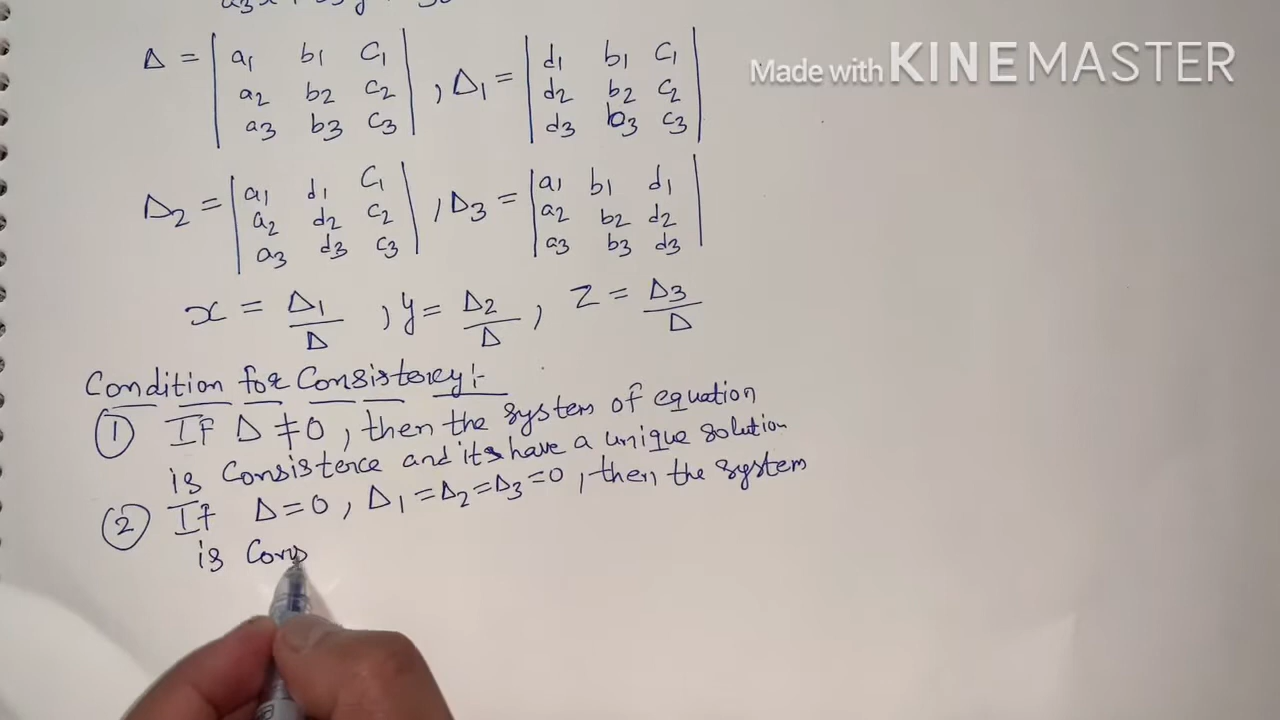 a3x
Made with KINEMASTER
Δ = | a1 b1 c1 |
| a2 b2 c2 |
| a3 b3 c3 | , Δ1 = | d1 b1 c1 |
| d2 b2 c2 |
| d3 b3 c3 |
Δ2 = | a1 d1 c1 |
| a2 d2 c2 |
| a3 d3 c3 | , Δ3 = | a1 b1 d1 |
| a2 b2 d2 |
| a3 b3 d3 |
x = Δ1/Δ , y = Δ2/Δ , z = Δ3/Δ
Condition for Consistency:-
① If Δ ≠ 0, then the system of equation
is Consistence and its have a unique solution
② If Δ = 0, Δ1 = Δ2 = Δ3 = 0, then the system
is Cons